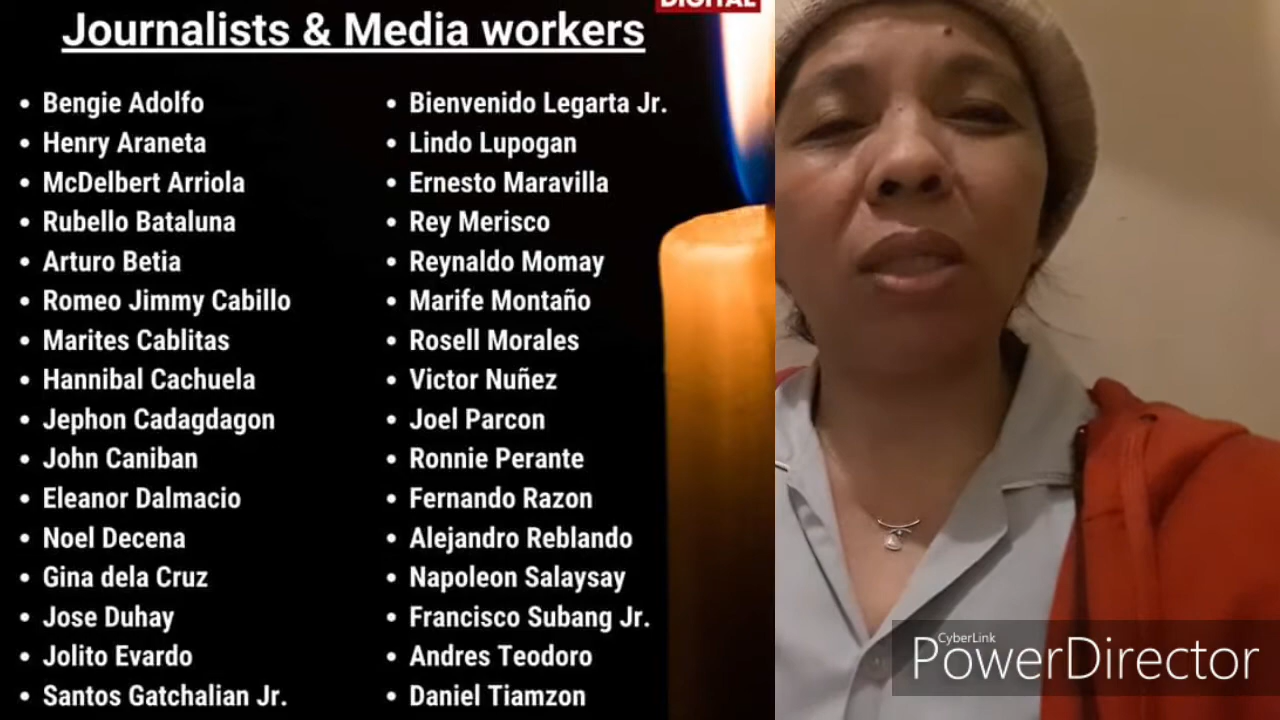 DIGITAL
Journalists & Media workers
• Bengie Adolfo
• Henry Araneta
• McDelbert Arriola
• Rubello Bataluna
• Arturo Betia
• Romeo Jimmy Cabillo
• Marites Cablitas
• Hannibal Cachuela
• Jephon Cadagdagon
• John Caniban
• Eleanor Dalmacio
• Noel Decena
• Gina dela Cruz
• Jose Duhay
• Jolito Evardo
• Santos Gatchalian Jr.
• Bienvenido Legarta Jr.
• Lindo Lupogan
• Ernesto Maravilla
• Rey Merisco
• Reynaldo Momay
• Marife Montaño
• Rosell Morales
• Victor Nuñez
• Joel Parcon
• Ronnie Perante
• Fernando Razon
• Alejandro Reblando
• Napoleon Salaysay
• Francisco Subang Jr.
• Andres Teodoro
• Daniel Tiamzon
CyberLink
PowerDirector